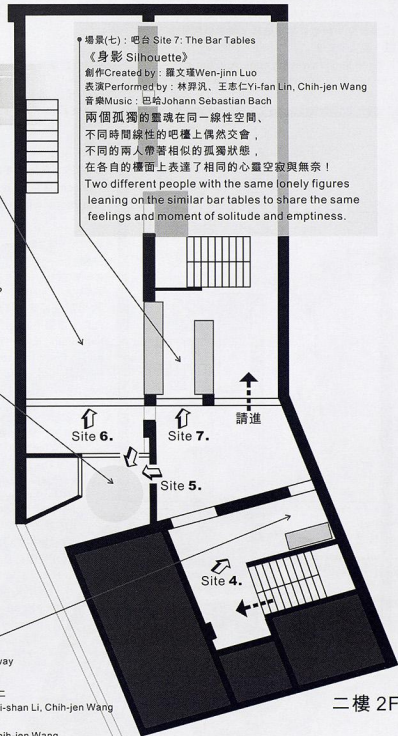 場景(七)：吧台 Site 7: The Bar Tables
《身影 Silhouette》
創作Created by：羅文瑾Wen-jinn Luo
表演Performed by：林羿汎、王志仁Yi-fan Lin, Chih-jen Wang
音樂Music：巴哈Johann Sebastian Bach
兩個孤獨的靈魂在同一線性空間、
不同時間線性的吧檯上偶然交會，
不同的兩人帶著相似的孤獨狀態，
在各自的檯面上表達了相同的心靈空寂與無奈！
Two different people with the same lonely figures
leaning on the similar bar tables to share the same
feelings and moment of solitude and emptiness.
請進
Site 6.
Site 7.
Site 5.
Site 4.
way
i-shan Li, Chih-jen Wang
二樓 2F